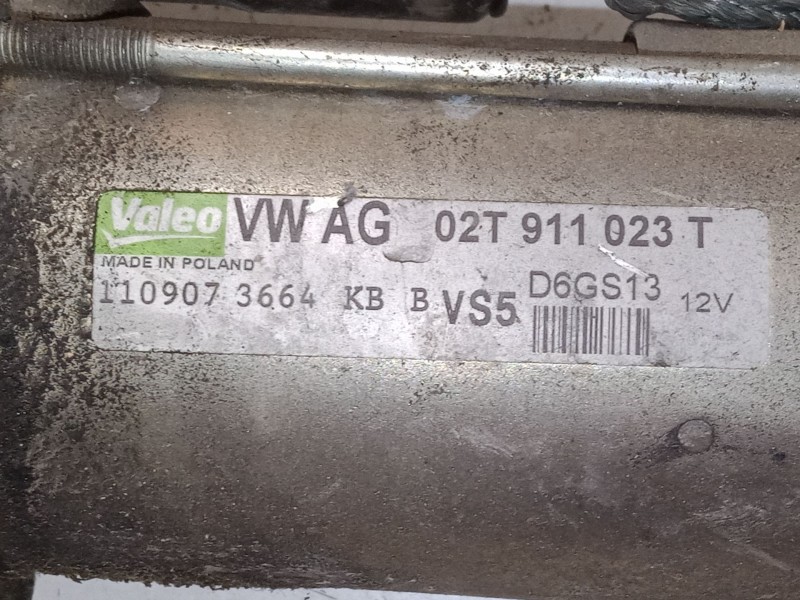 Valeo VW AG 02T 911 023 T
MADE IN POLAND
110907 3664 KB B VS5 D6GS13 12V